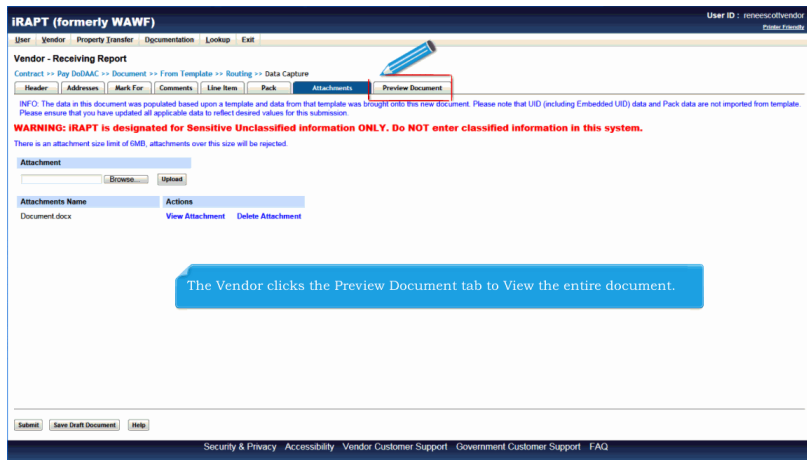 iRAPT (formerly WAWF)
User ID : reneescottvendor
Printer Friendly
User Vendor Property Transfer Documentation Lookup Exit
Vendor - Receiving Report
Contract >> Pay DoDAAC >> Document >> From Template >> Routing >> Data Capture
Header Addresses Mark For Comments Line Item Pack Attachments Preview Document
INFO: The data in this document was populated based upon a template and data from that template was brought onto this new document. Please note that UID (including Embedded UID) data and Pack data are not imported from template.
Please ensure that you have updated all applicable data to reflect desired values for this submission.
WARNING: iRAPT is designated for Sensitive Unclassified information ONLY. Do NOT enter classified information in this system.
There is an attachment size limit of 6MB, attachments over this size will be rejected.
Attachment
Browse... Upload
Attachments Name Actions
Document.docx View Attachment Delete Attachment
The Vendor clicks the Preview Document tab to View the entire document.
Submit Save Draft Document Help
Security & Privacy Accessibility Vendor Customer Support Government Customer Support FAQ